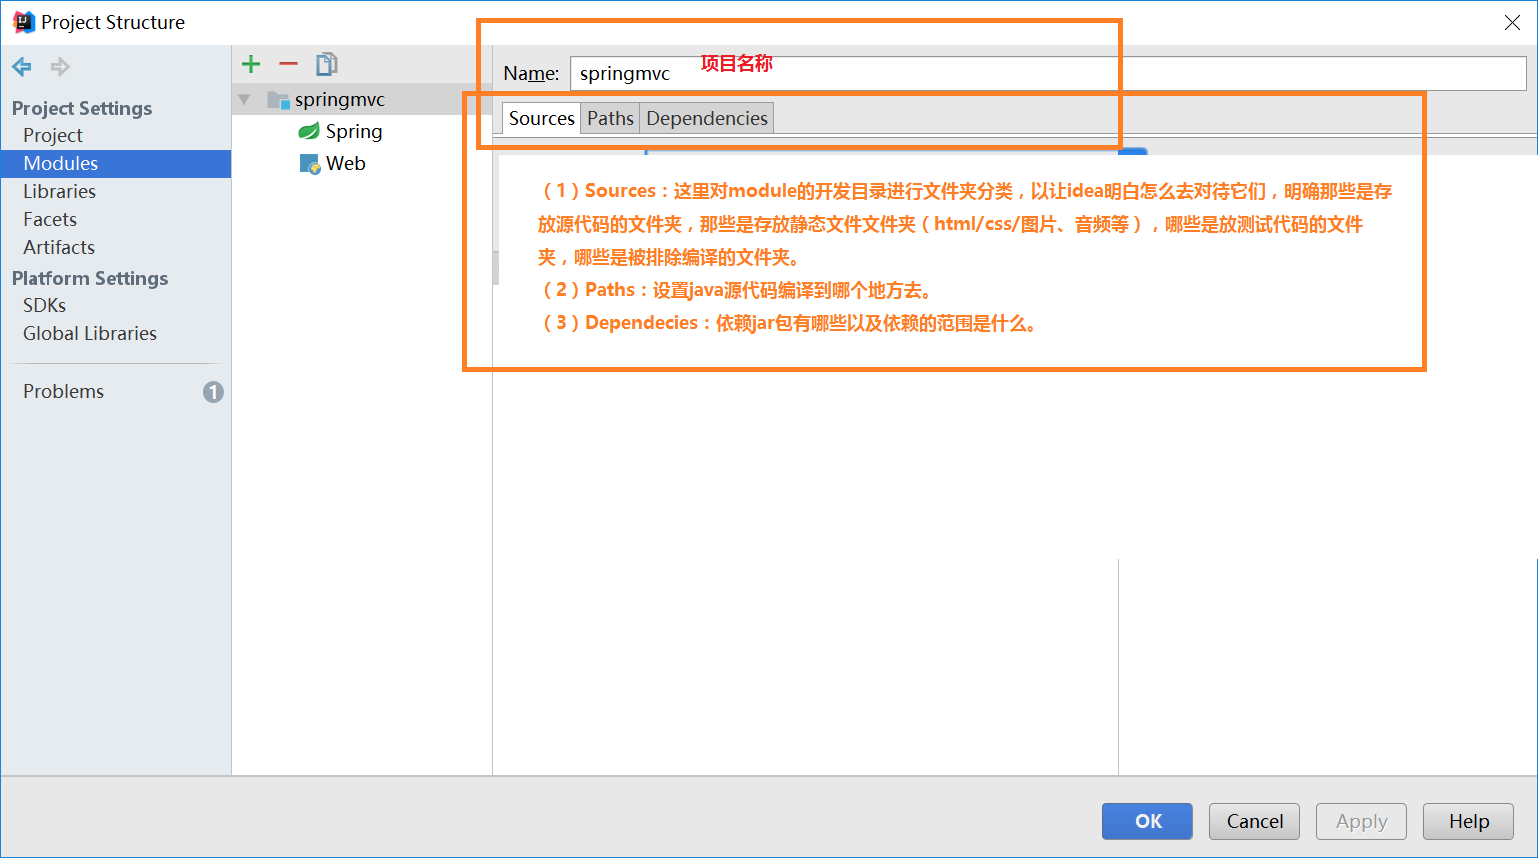 Project Structure
Project Settings
Project
Modules
Libraries
Facets
Artifacts
Platform Settings
SDKs
Global Libraries
Problems
1
springmvc
Spring
Web
Name: springmvc
项目名称
Sources Paths Dependencies
（1）Sources：这里对module的开发目录进行文件夹分类，以让idea明白怎么去对待它们，明确那些是存
放源代码的文件夹，那些是存放静态文件文件夹（html/css/图片、音频等），哪些是放测试代码的文件
夹，哪些是被排除编译的文件夹。
（2）Paths：设置java源代码编译到哪个地方去。
（3）Dependecies：依赖jar包有哪些以及依赖的范围是什么。
OK Cancel Apply Help